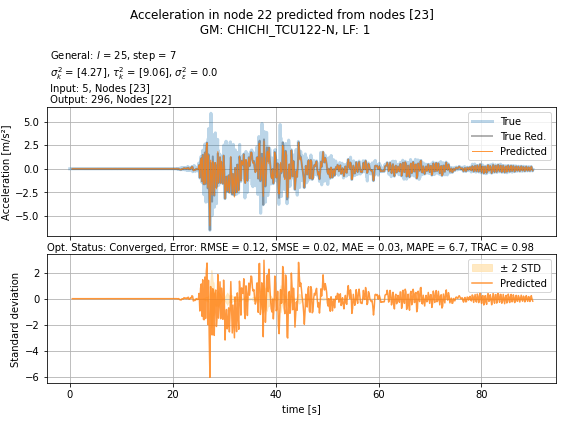 Acceleration in node 22 predicted from nodes [23]
GM: CHICHI_TCU122-N, LF: 1
General: l = 25, step = 7
σ²ₖ = [4.27], τ²ₖ = [9.06], σ²ε = 0.0
Input: 5, Nodes [23]
Output: 296, Nodes [22]
Acceleration [m/s²]
5.0
2.5
0.0
−2.5
−5.0
True
True Red.
Predicted
Opt. Status: Converged, Error: RMSE = 0.12, SMSE = 0.02, MAE = 0.03, MAPE = 6.7, TRAC = 0.98
Standard deviation
2
0
−2
−4
−6
± 2 STD
Predicted
0 20 40 60 80
time [s]